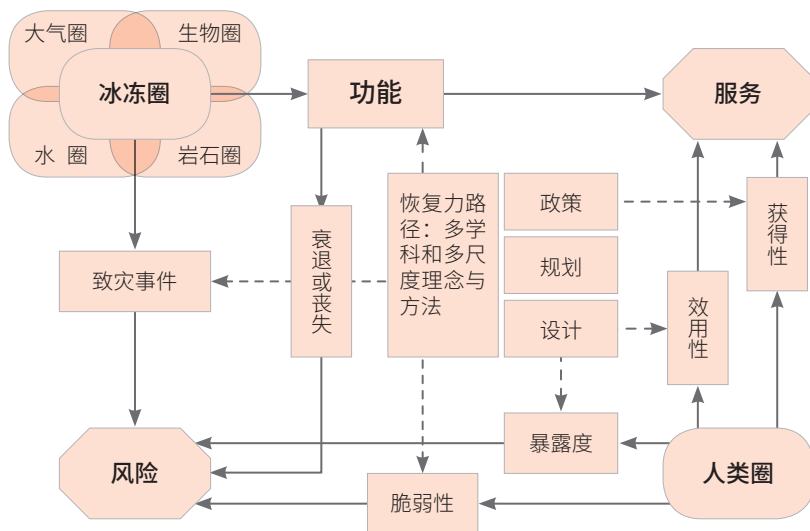 大气圈
生物圈
冰冻圈
功能
服务
水 圈
岩石圈
衰退或丧失
恢复力路
径：多学
科和多尺
度理念与
方法
政策
获得性
规划
致灾事件
设计
效用性
暴露度
风险
人类圈
脆弱性